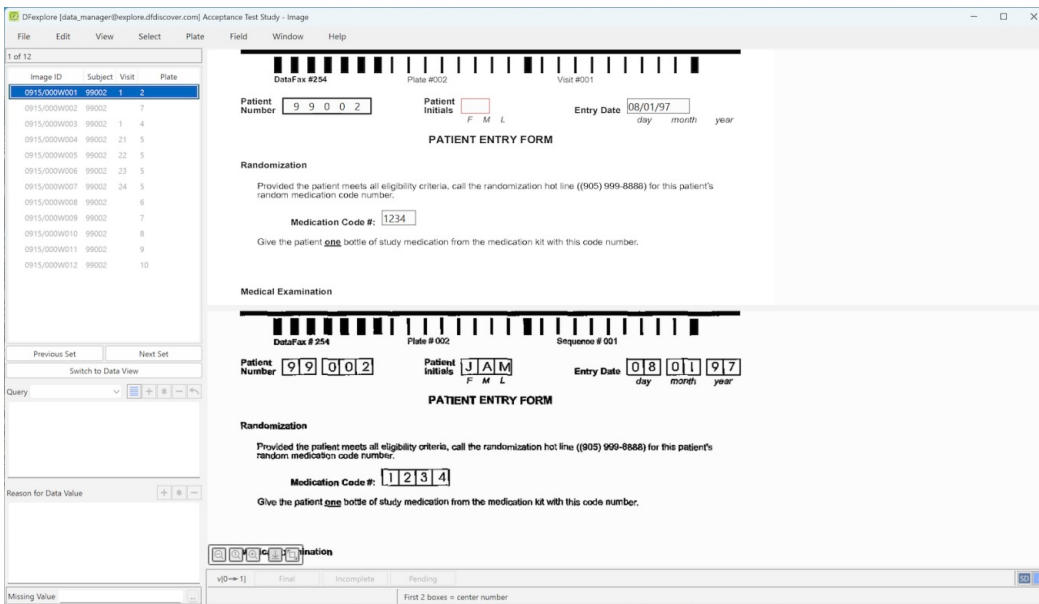 DFexplore [data_manager@explore.dfdiscover.com] Acceptance Test Study - Image
File Edit View Select Plate Field Window Help
1 of 12
Image ID Subject Visit Plate
0915/000W001 99002 1 2
0915/000W002 99002 7
0915/000W003 99002 1 4
0915/000W004 99002 21 5
0915/000W005 99002 22 5
0915/000W006 99002 23 5
0915/000W007 99002 24 5
0915/000W008 99002 6
0915/000W009 99002 7
0915/000W010 99002 8
0915/000W011 99002 9
0915/000W012 99002 10
Previous Set Next Set
Switch to Data View
Query
Reason for Data Value
Missing Value
DataFax #254 Plate #002 Visit #001
Patient Number 9 9 0 0 2 Patient Initials Entry Date 08/01/97
F M L day month year
PATIENT ENTRY FORM
Randomization
Provided the patient meets all eligibility criteria, call the randomization hot line ((905) 999-8888) for this patient's
random medication code number.
Medication Code #: 1234
Give the patient one bottle of study medication from the medication kit with this code number.
Medical Examination
DataFax # 254 Plate # 002 Sequence # 001
Patient Number 9 9 0 0 2 Patient Initials J A M Entry Date 0 8 0 1 9 7
F M L day month year
PATIENT ENTRY FORM
Randomization
Provided the patient meets all eligibility criteria, call the randomization hot line ((905) 999-8888) for this patient's
random medication code number.
Medication Code #: 1 2 3 4
Give the patient one bottle of study medication from the medication kit with this code number.
v[0→1] Final Incomplete Pending
SD
First 2 boxes = center number